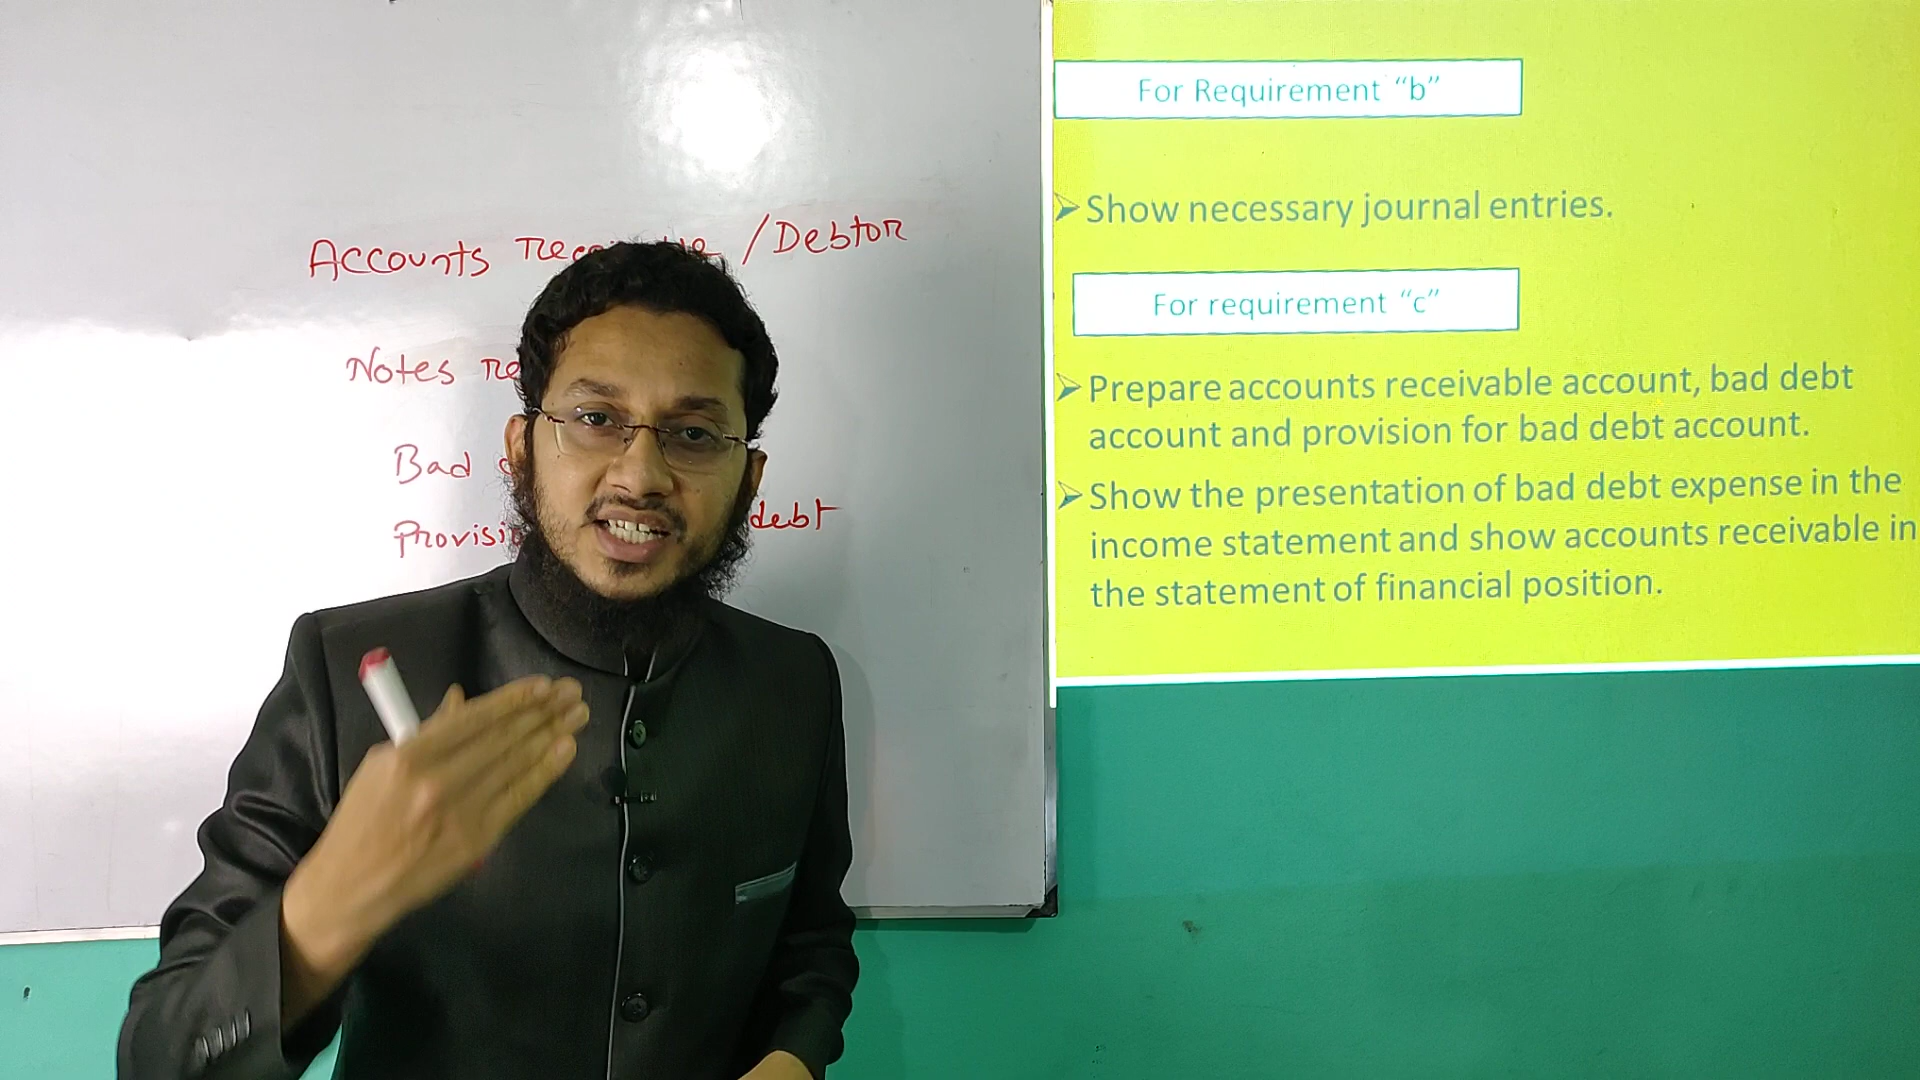 Accounts /Debtor
Notes
Bad
debt
For Requirement “b”
➢Show necessary journal entries.
For requirement “c”
➢Prepare accounts receivable account, bad debt
account and provision for bad debt account.
➢Show the presentation of bad debt expense in the
income statement and show accounts receivable in
the statement of financial position.